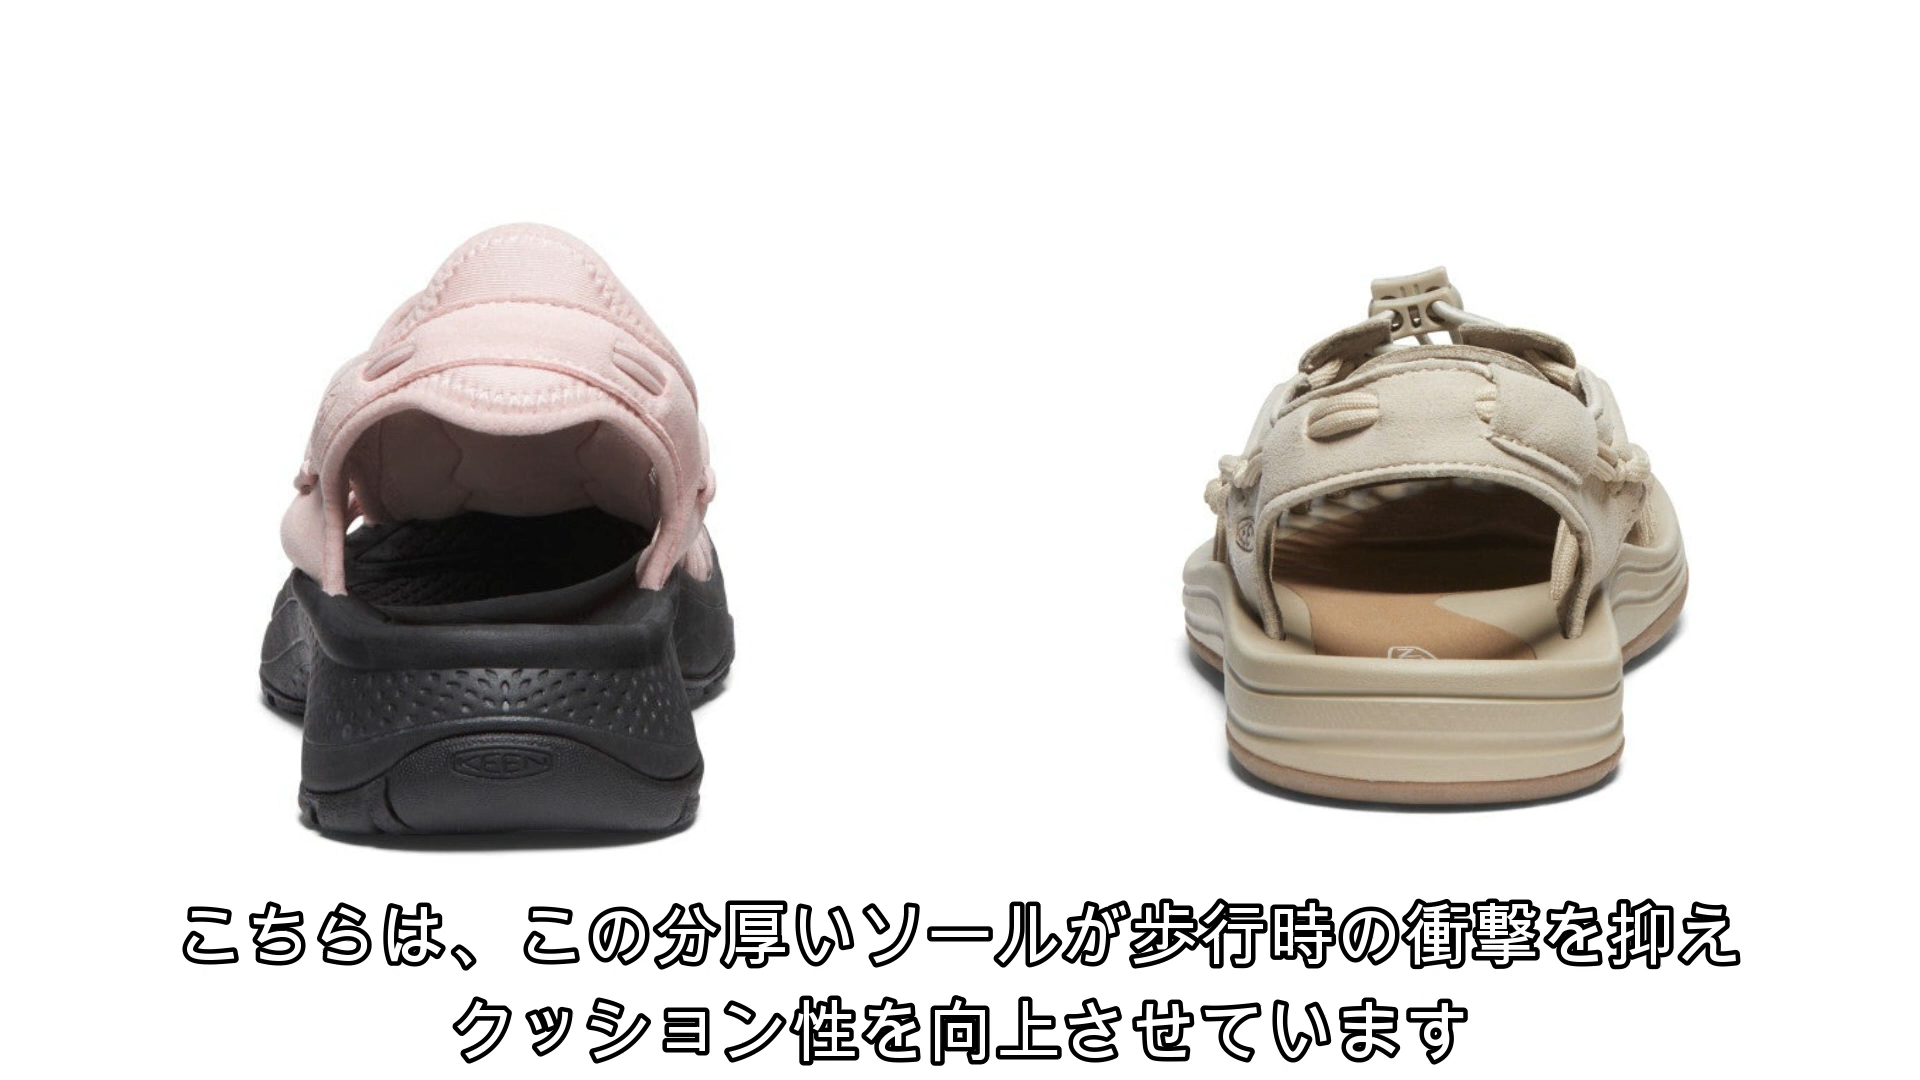 KEEN
こちらは、この分厚いソールが歩行時の衝撃を抑え
クッション性を向上させています